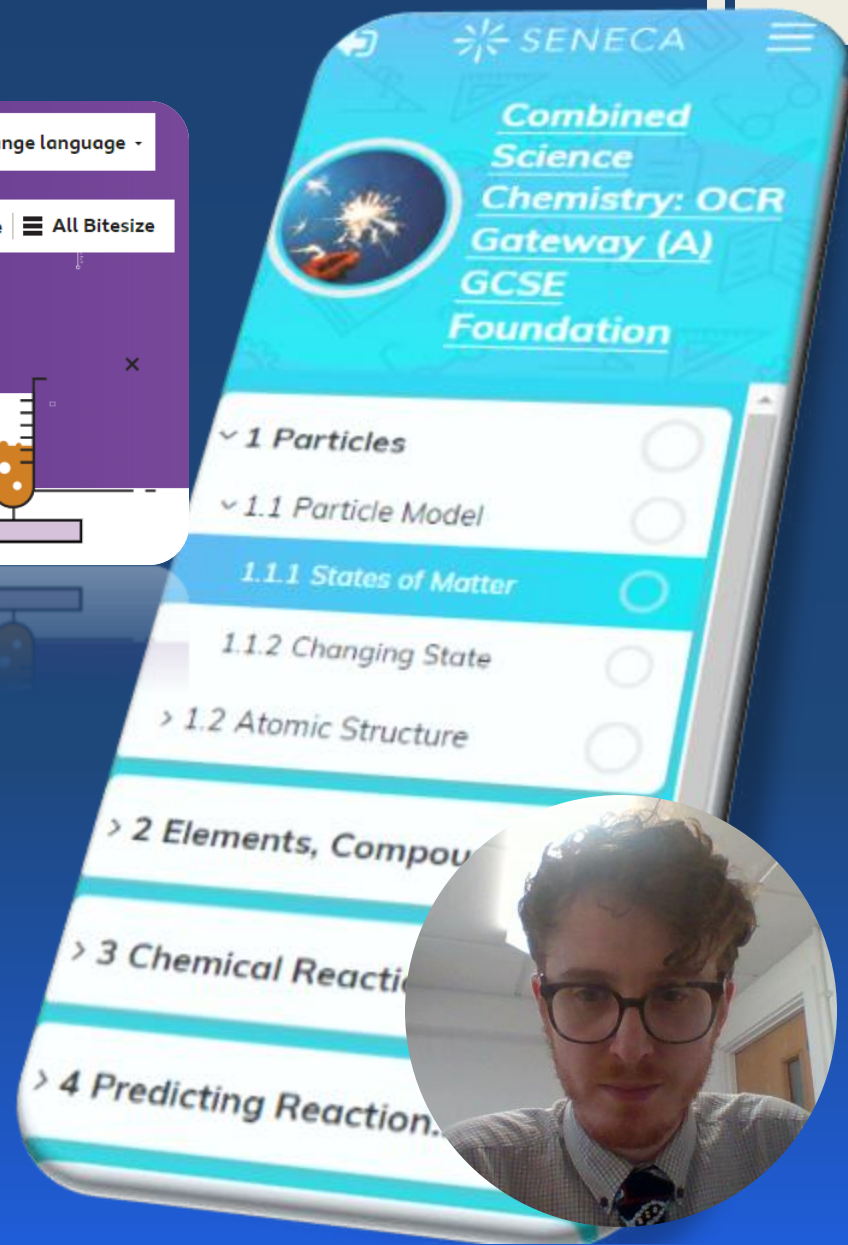 nge language
All Bitesize
SENECA
Combined
Science
Chemistry: OCR
Gateway (A)
GCSE
Foundation
1 Particles
1.1 Particle Model
1.1.1 States of Matter
1.1.2 Changing State
1.2 Atomic Structure
2 Elements, Compou
3 Chemical Reacti
4 Predicting Reaction..